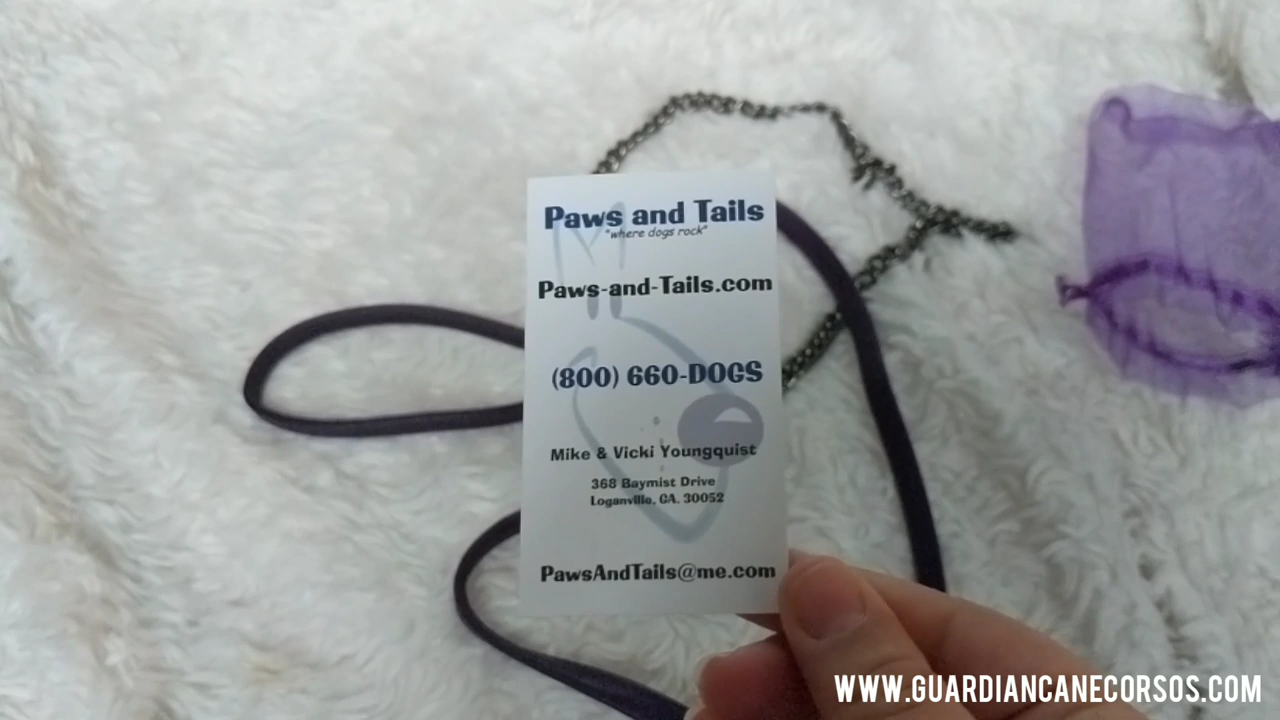 Paws and Tails
"where dogs rock"
Paws-and-Tails.com
(800) 660-DOGS
Mike & Vicki Youngquist
368 Baymist Drive
Loganville, GA. 30052
PawsAndTails@me.com
WWW.GUARDIANCANECORSOS.COM